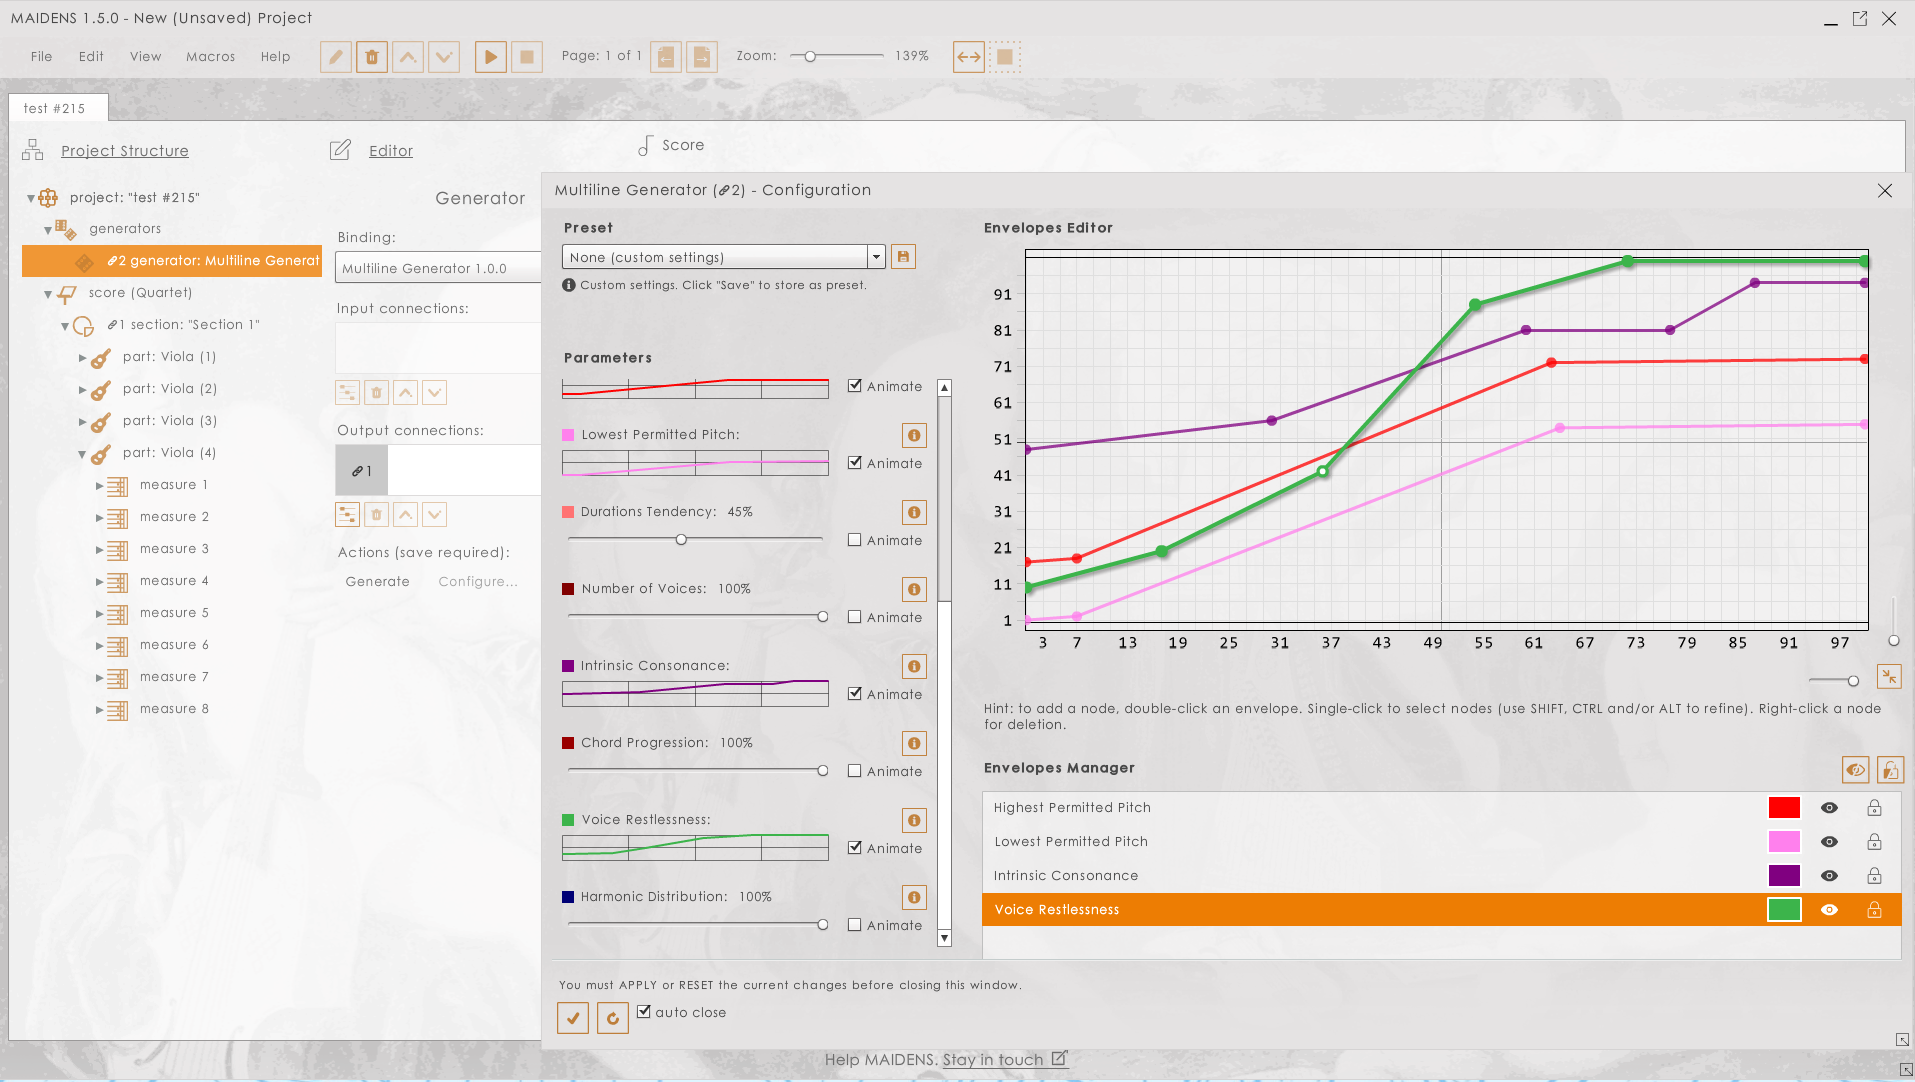 MAIDENS 1.5.0 - New (Unsaved) Project
File Edit View Macros Help Page: 1 of 1 Zoom: 139%
test #215
Project Structure
Editor
Score
project: "test #215"
generators
2 generator: Multiline Generat
score (Quartet)
1 section: "Section 1"
part: Viola (1)
part: Viola (2)
part: Viola (3)
part: Viola (4)
measure 1
measure 2
measure 3
measure 4
measure 5
measure 6
measure 7
measure 8
Generator
Binding:
Multiline Generator 1.0.0
Input connections:
Output connections:
1
Actions (save required):
Generate Configure...
Multiline Generator (2) - Configuration
Preset
None (custom settings)
Custom settings. Click "Save" to store as preset.
Parameters
Animate
Lowest Permitted Pitch:
Animate
Durations Tendency: 45%
Animate
Number of Voices: 100%
Animate
Intrinsic Consonance:
Animate
Chord Progression: 100%
Animate
Voice Restlessness:
Animate
Harmonic Distribution: 100%
Animate
Envelopes Editor
91
81
71
61
51
41
31
21
11
1
3 7 13 19 25 31 37 43 49 55 61 67 73 79 85 91 97
Hint: to add a node, double-click an envelope. Single-click to select nodes (use SHIFT, CTRL and/or ALT to refine). Right-click a node
for deletion.
Envelopes Manager
Highest Permitted Pitch
Lowest Permitted Pitch
Intrinsic Consonance
Voice Restlessness
You must APPLY or RESET the current changes before closing this window.
auto close
Help MAIDENS. Stay in touch